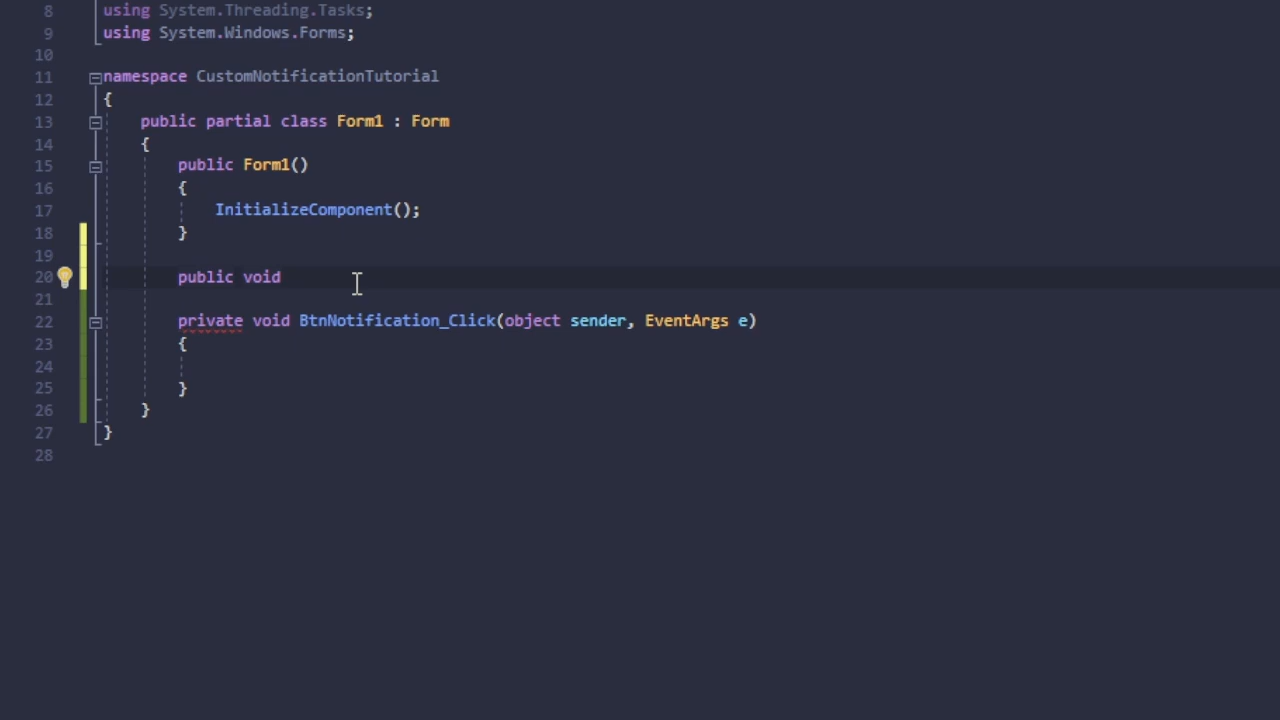 8 using System.Threading.Tasks;
9 using System.Windows.Forms;
10
11 namespace CustomNotificationTutorial
12 {
13 public partial class Form1 : Form
14 {
15 public Form1()
16 {
17 InitializeComponent();
18 }
19
20 public void
21
22 private void BtnNotification_Click(object sender, EventArgs e)
23 {
24
25 }
26 }
27 }
28